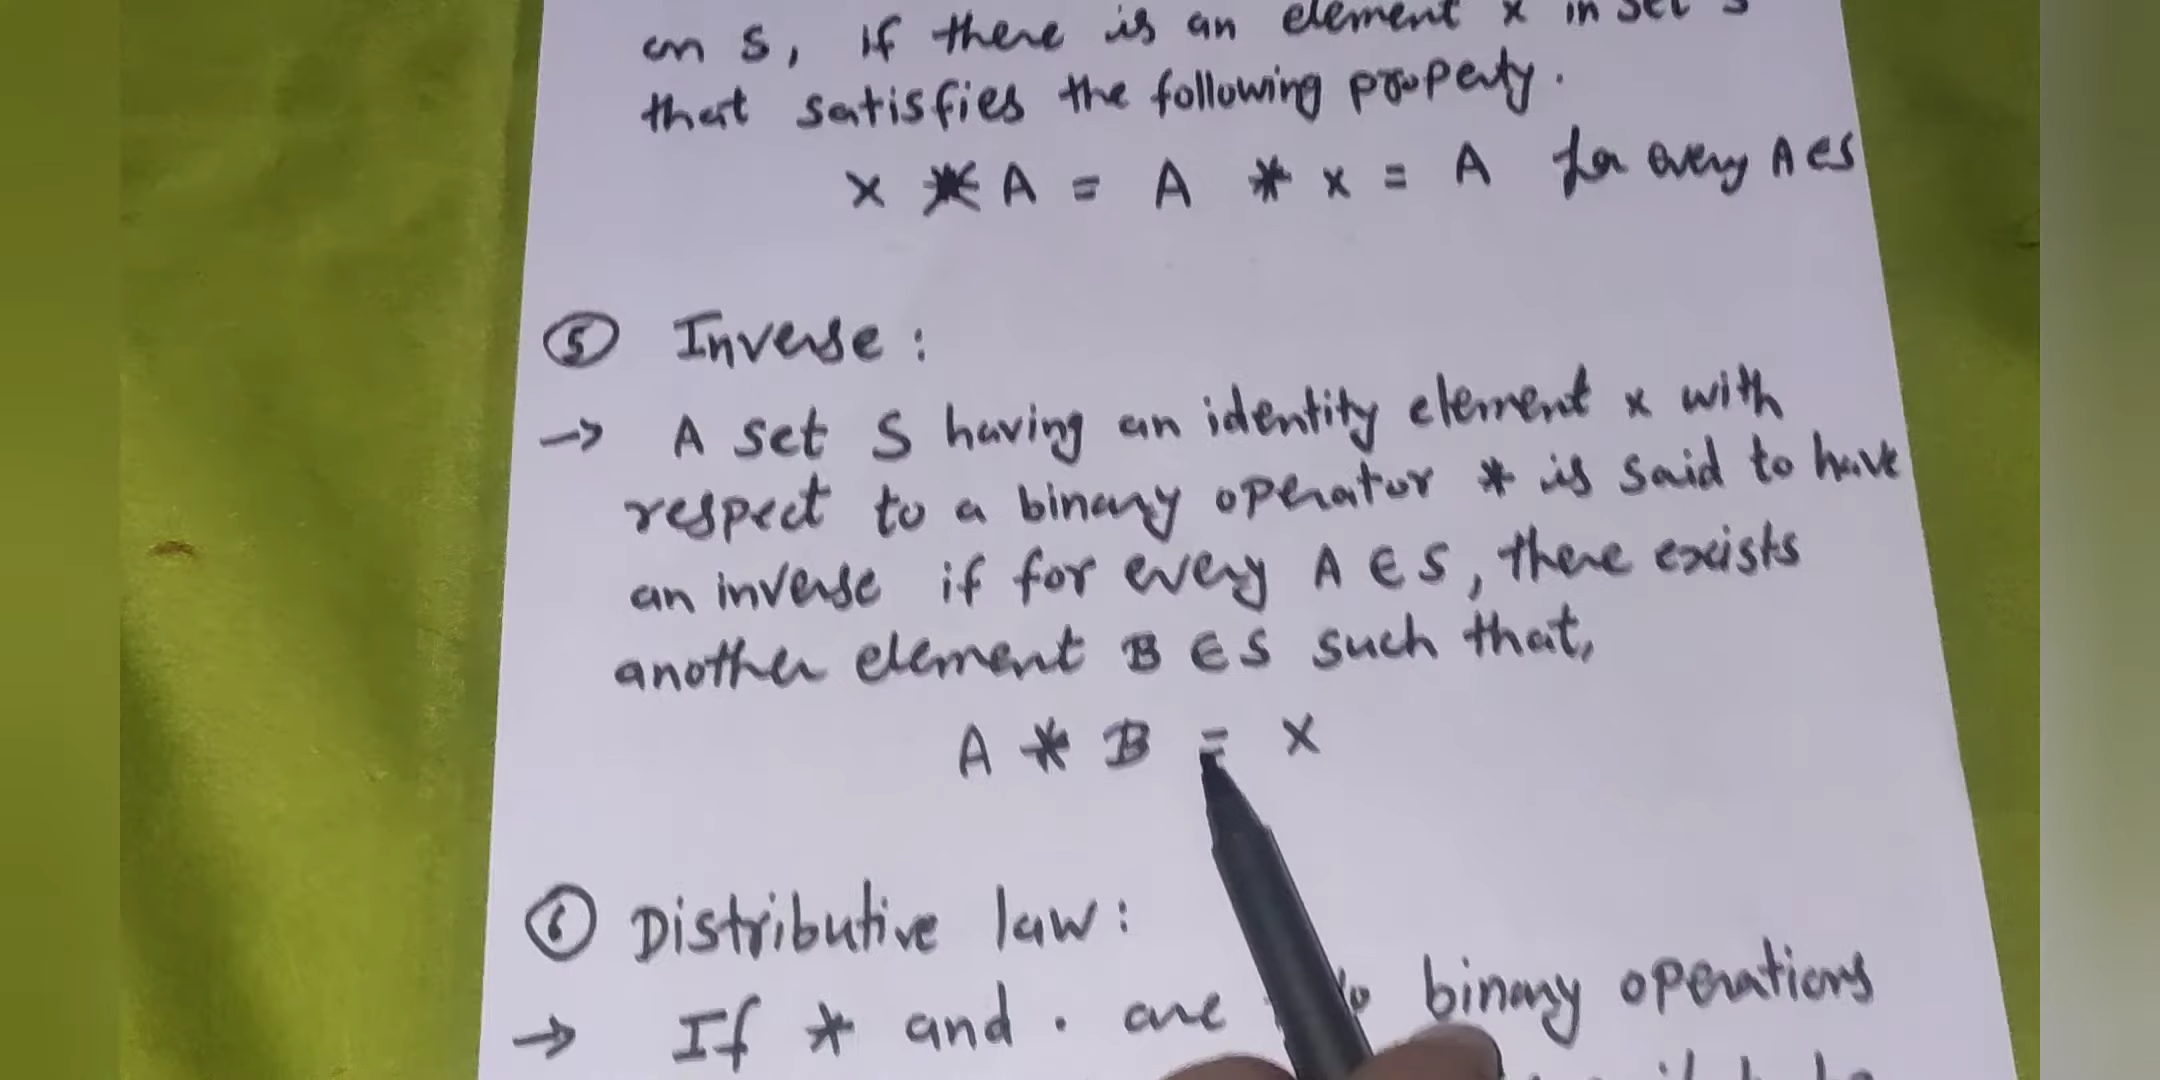 on S, if there is an element x in set S
that satisfies the following property.
x * A = A * x = A for every A ∈ S
⑤ Inverse :
→ A set S having an identity element x with
respect to a binary operator * is said to have
an inverse if for every A ∈ S, there exists
another element B ∈ S such that,
A * B = x
⑥ Distributive law :
→ If * and . are binary operations